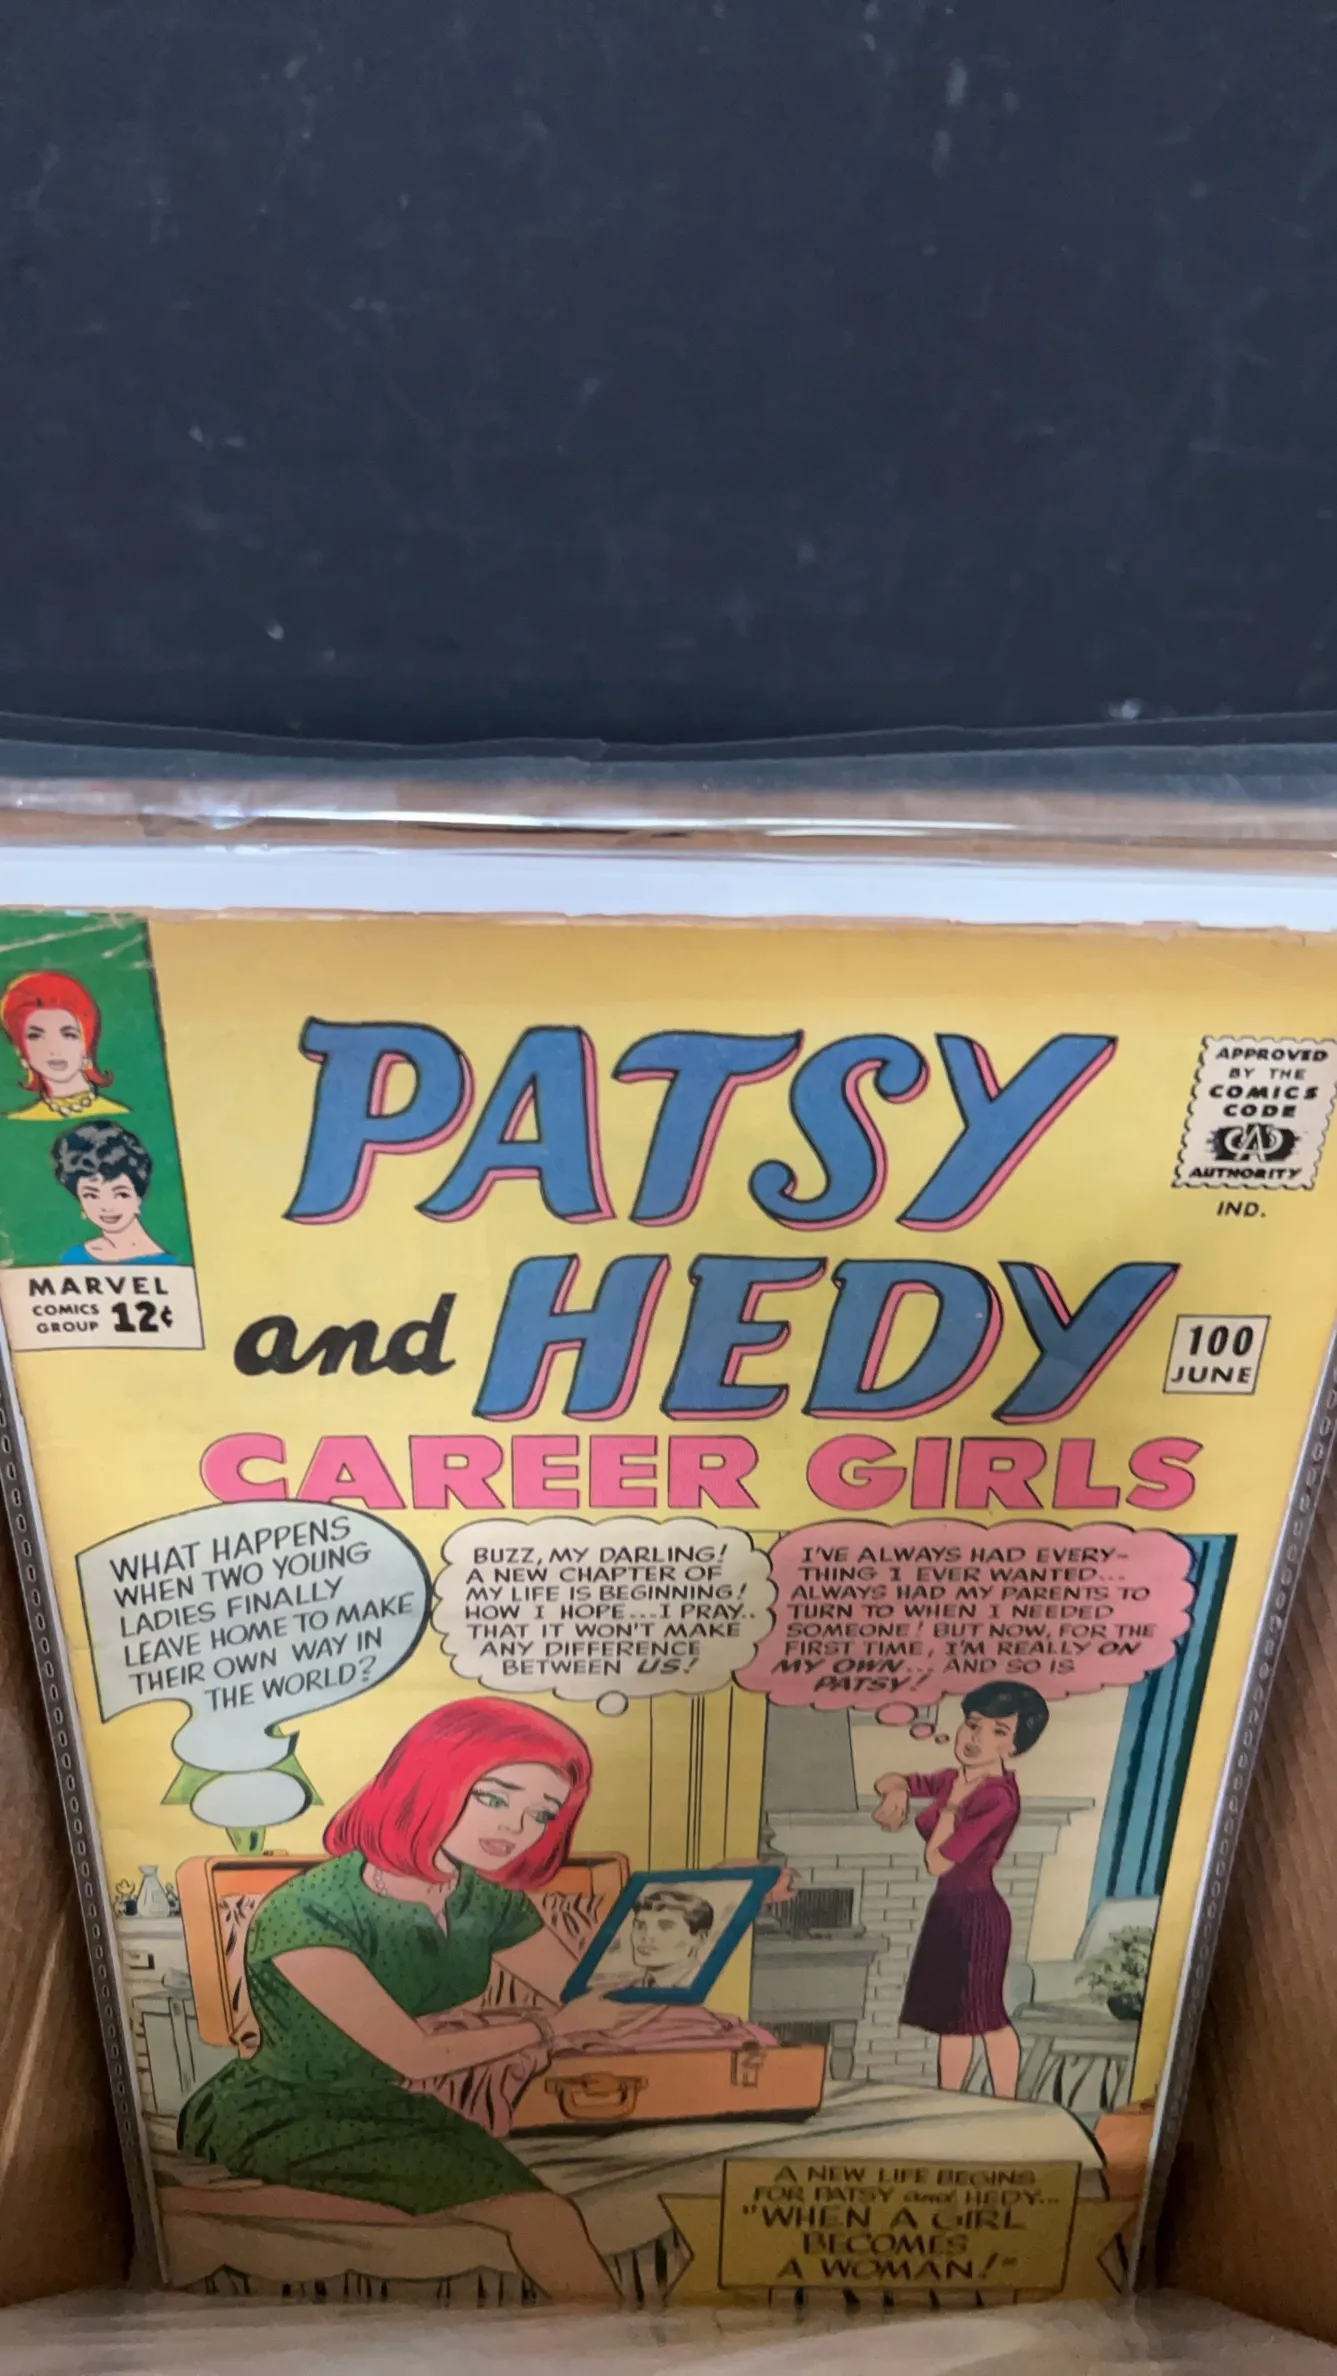 PATSY
and HEDY
CAREER GIRLS
APPROVED
BY THE
COMICS
CODE
CA
AUTHORITY
IND.
MARVEL
COMICS
GROUP 12¢
100
JUNE
WHAT HAPPENS
WHEN TWO YOUNG
LADIES FINALLY
LEAVE HOME TO MAKE
THEIR OWN WAY IN
THE WORLD?
BUZZ, MY DARLING!
A NEW CHAPTER OF
MY LIFE IS BEGINNING!
HOW I HOPE...I PRAY..
THAT IT WON'T MAKE
ANY DIFFERENCE
BETWEEN US!
I'VE ALWAYS HAD EVERY-
THING I EVER WANTED...
ALWAYS HAD MY PARENTS TO
TURN TO WHEN I NEEDED
SOMEONE! BUT NOW, FOR THE
FIRST TIME, I'M REALLY ON
MY OWN... AND SO IS
PATSY!
A NEW LIFE BEGINS
FOR PATSY and HEDY...
"WHEN A GIRL
BECOMES
A WOMAN!"